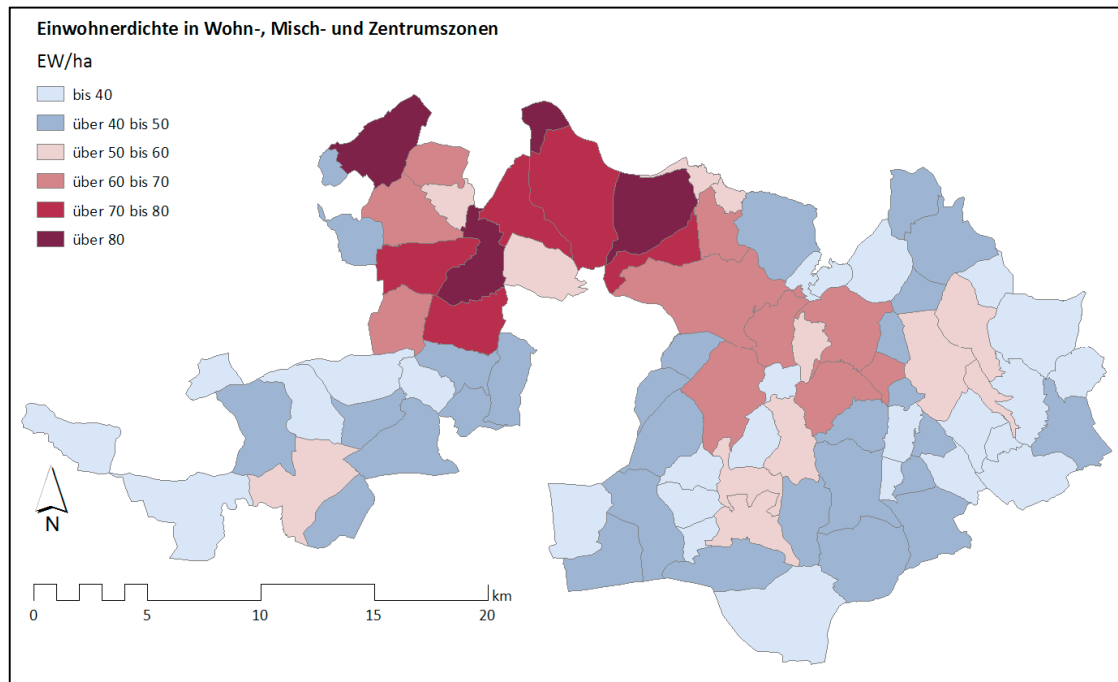 Einwohnerdichte in Wohn-, Misch- und Zentrumszonen
EW/ha
bis 40
über 40 bis 50
über 50 bis 60
über 60 bis 70
über 70 bis 80
über 80
N
km
0 5 10 15 20